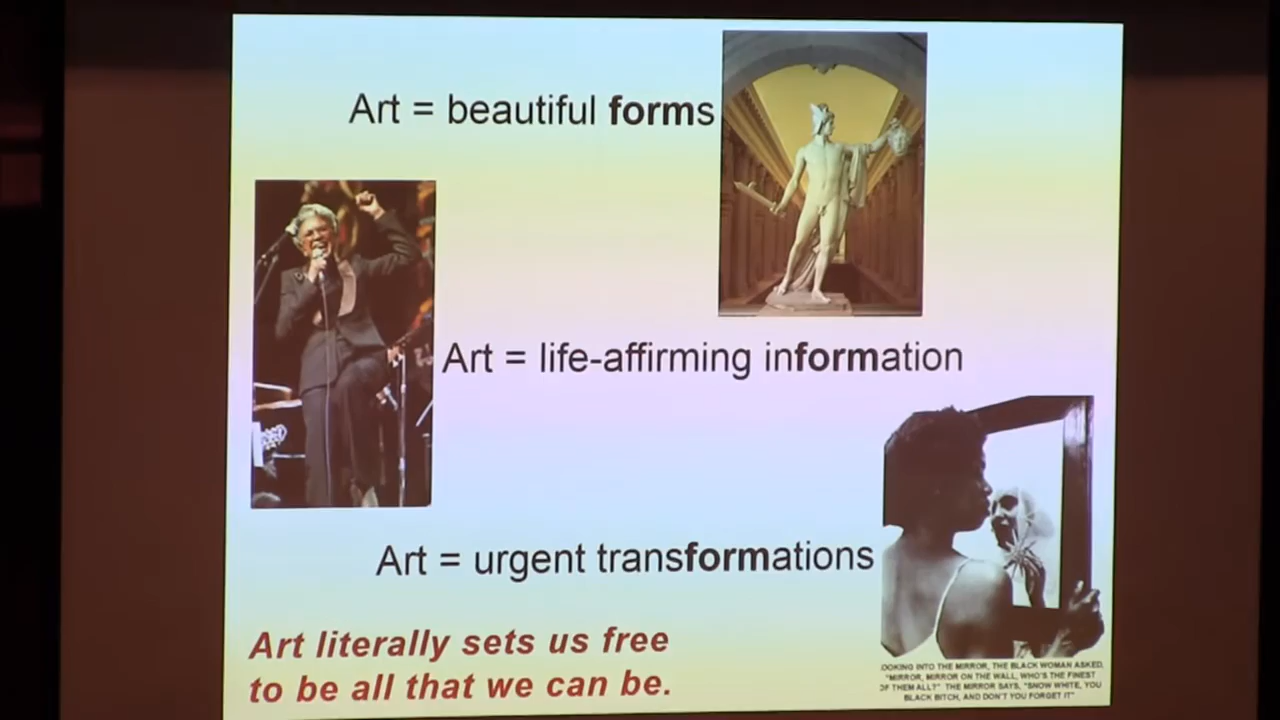 Art = beautiful forms
Art = life-affirming information
Art = urgent transformations
Art literally sets us free
to be all that we can be.
OOKING INTO THE MIRROR, THE BLACK WOMAN ASKED,
"MIRROR, MIRROR ON THE WALL, WHO'S THE FINEST
OF THEM ALL?" THE MIRROR SAYS, "SNOW WHITE, YOU
BLACK BITCH, AND DON'T YOU FORGET IT"